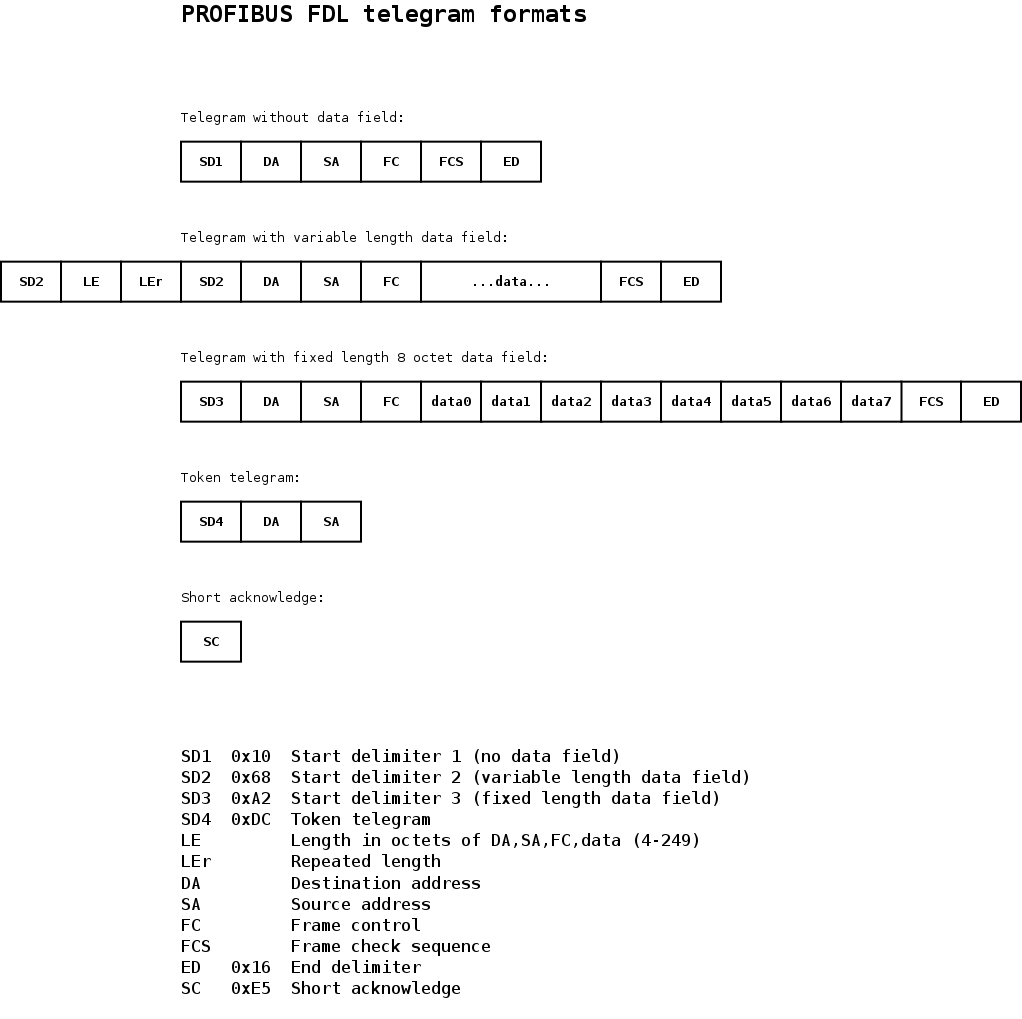 PROFIBUS FDL telegram formats
Telegram without data field:
SD1 DA SA FC FCS ED
Telegram with variable length data field:
SD2 LE LEr SD2 DA SA FC ...data... FCS ED
Telegram with fixed length 8 octet data field:
SD3 DA SA FC data0 data1 data2 data3 data4 data5 data6 data7 FCS ED
Token telegram:
SD4 DA SA
Short acknowledge:
SC
SD1 0x10 Start delimiter 1 (no data field)
SD2 0x68 Start delimiter 2 (variable length data field)
SD3 0xA2 Start delimiter 3 (fixed length data field)
SD4 0xDC Token telegram
LE Length in octets of DA,SA,FC,data (4-249)
LEr Repeated length
DA Destination address
SA Source address
FC Frame control
FCS Frame check sequence
ED 0x16 End delimiter
SC 0xE5 Short acknowledge